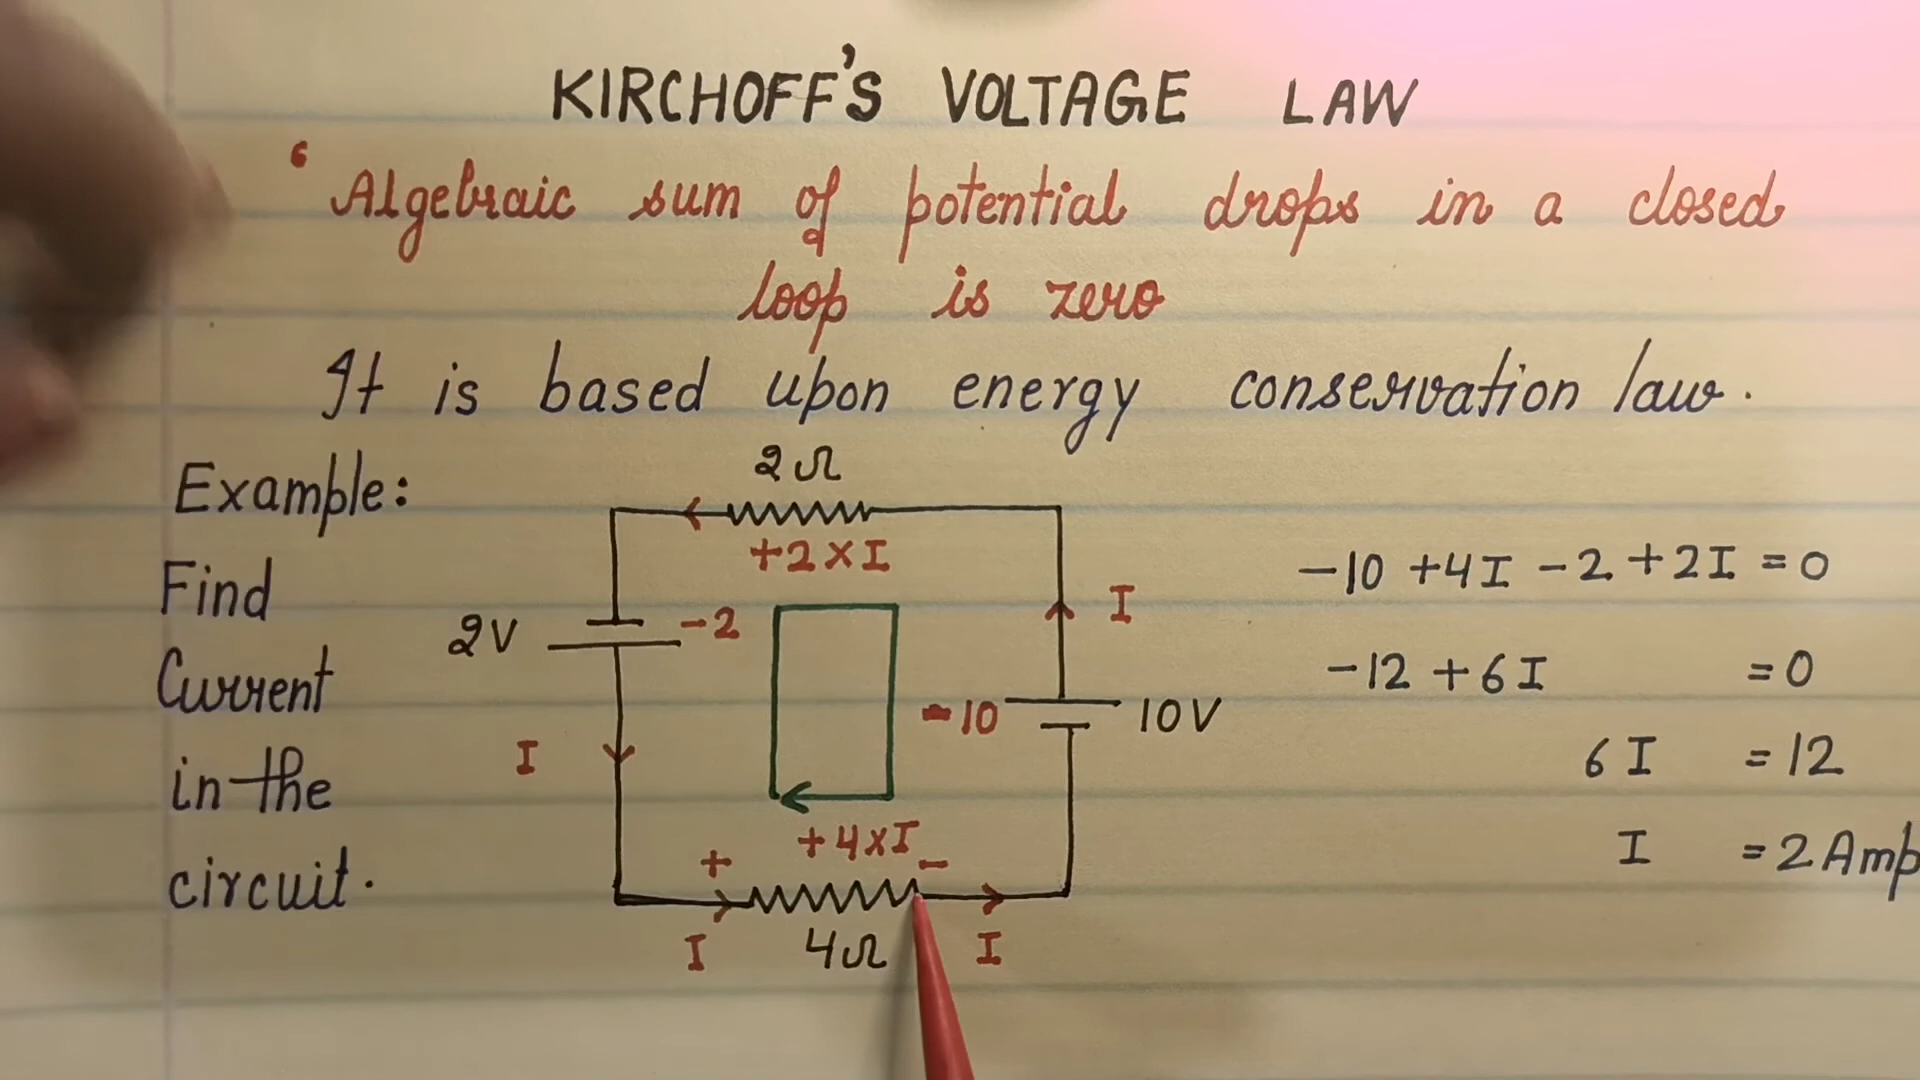 KIRCHOFF'S VOLTAGE LAW
‘Algebraic sum of potential drops in a closed
loop is zero
It is based upon energy conservation law.
Example:
Find
Current
in the
circuit.
2Ω
+2×I
2V
-2
I
-10
10V
I
+4×I
+
-
I
4Ω
I
-10 +4I -2 +2I =0
-12 +6I =0
6I =12
I =2Amp